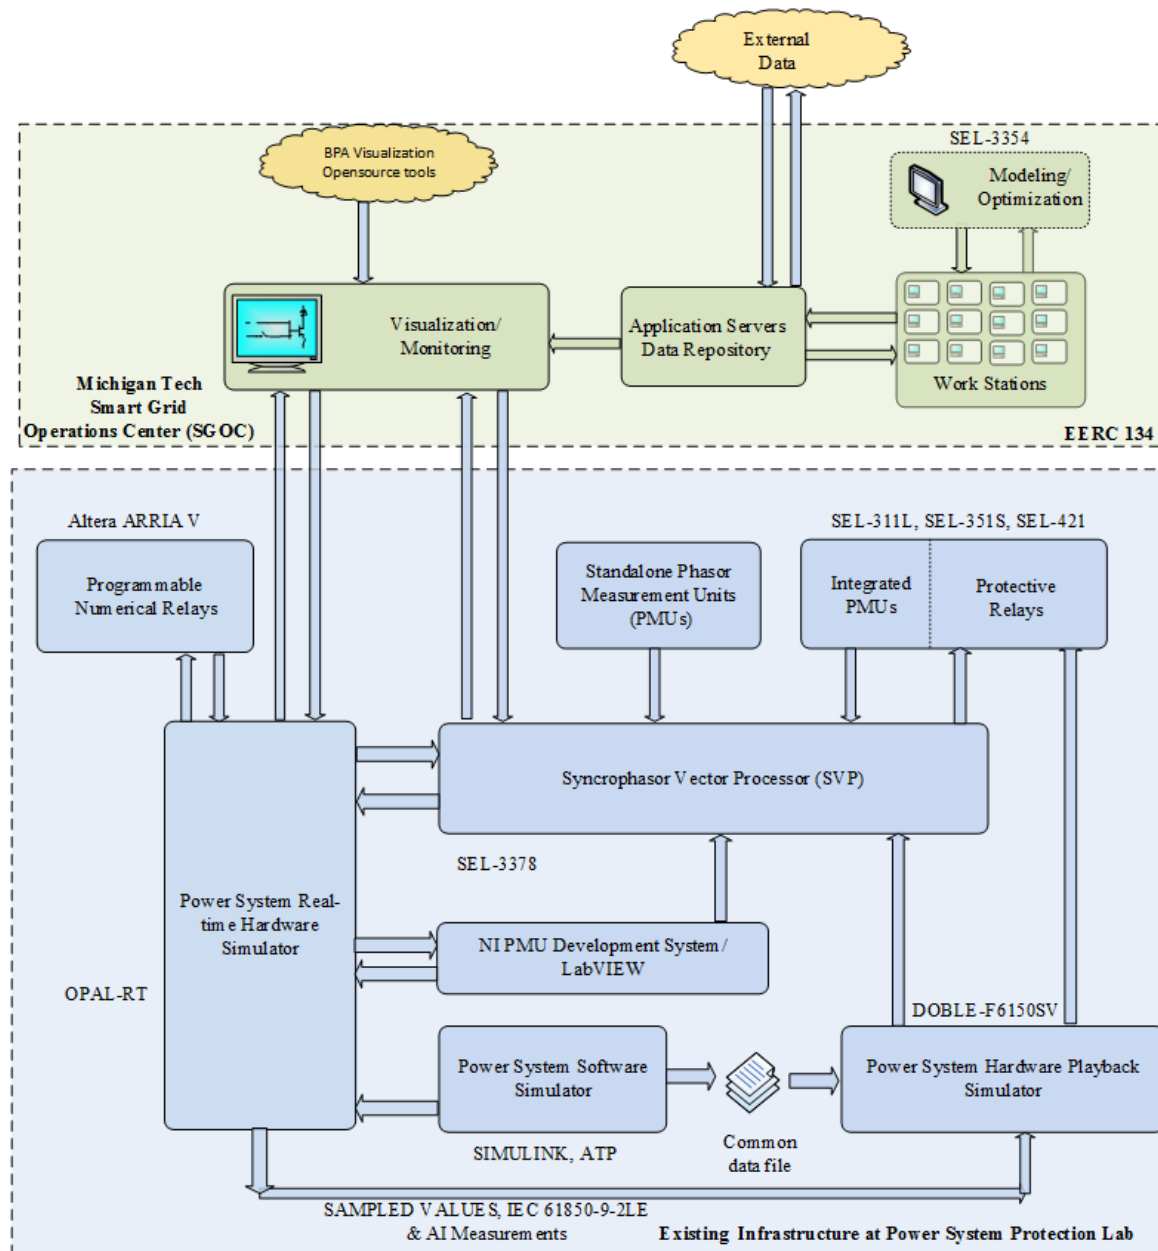 External
Data
BPA Visualization
Opensource tools
SEL-3354
Modeling/
Optimization
Visualization/
Monitoring
Application Servers
Data Repository
Work Stations
Michigan Tech
Smart Grid
Operations Center (SGOC)
EERC 134
Altera ARRIA V
Programmable
Numerical Relays
Standalone Phasor
Measurement Units
(PMUs)
SEL-311L, SEL-351S, SEL-421
Integrated
PMUs
Protective
Relays
Syncrophasor Vector Processor (SVP)
SEL-3378
Power System Real-
time Hardware
Simulator
OPAL-RT
NI PMU Development System/
LabVIEW
DOBLE-F6150SV
Power System Software
Simulator
SIMULINK, ATP
Common
data file
Power System Hardware Playback
Simulator
SAMPLED VALUES, IEC 61850-9-2LE
& AI Measurements
Existing Infrastructure at Power System Protection Lab